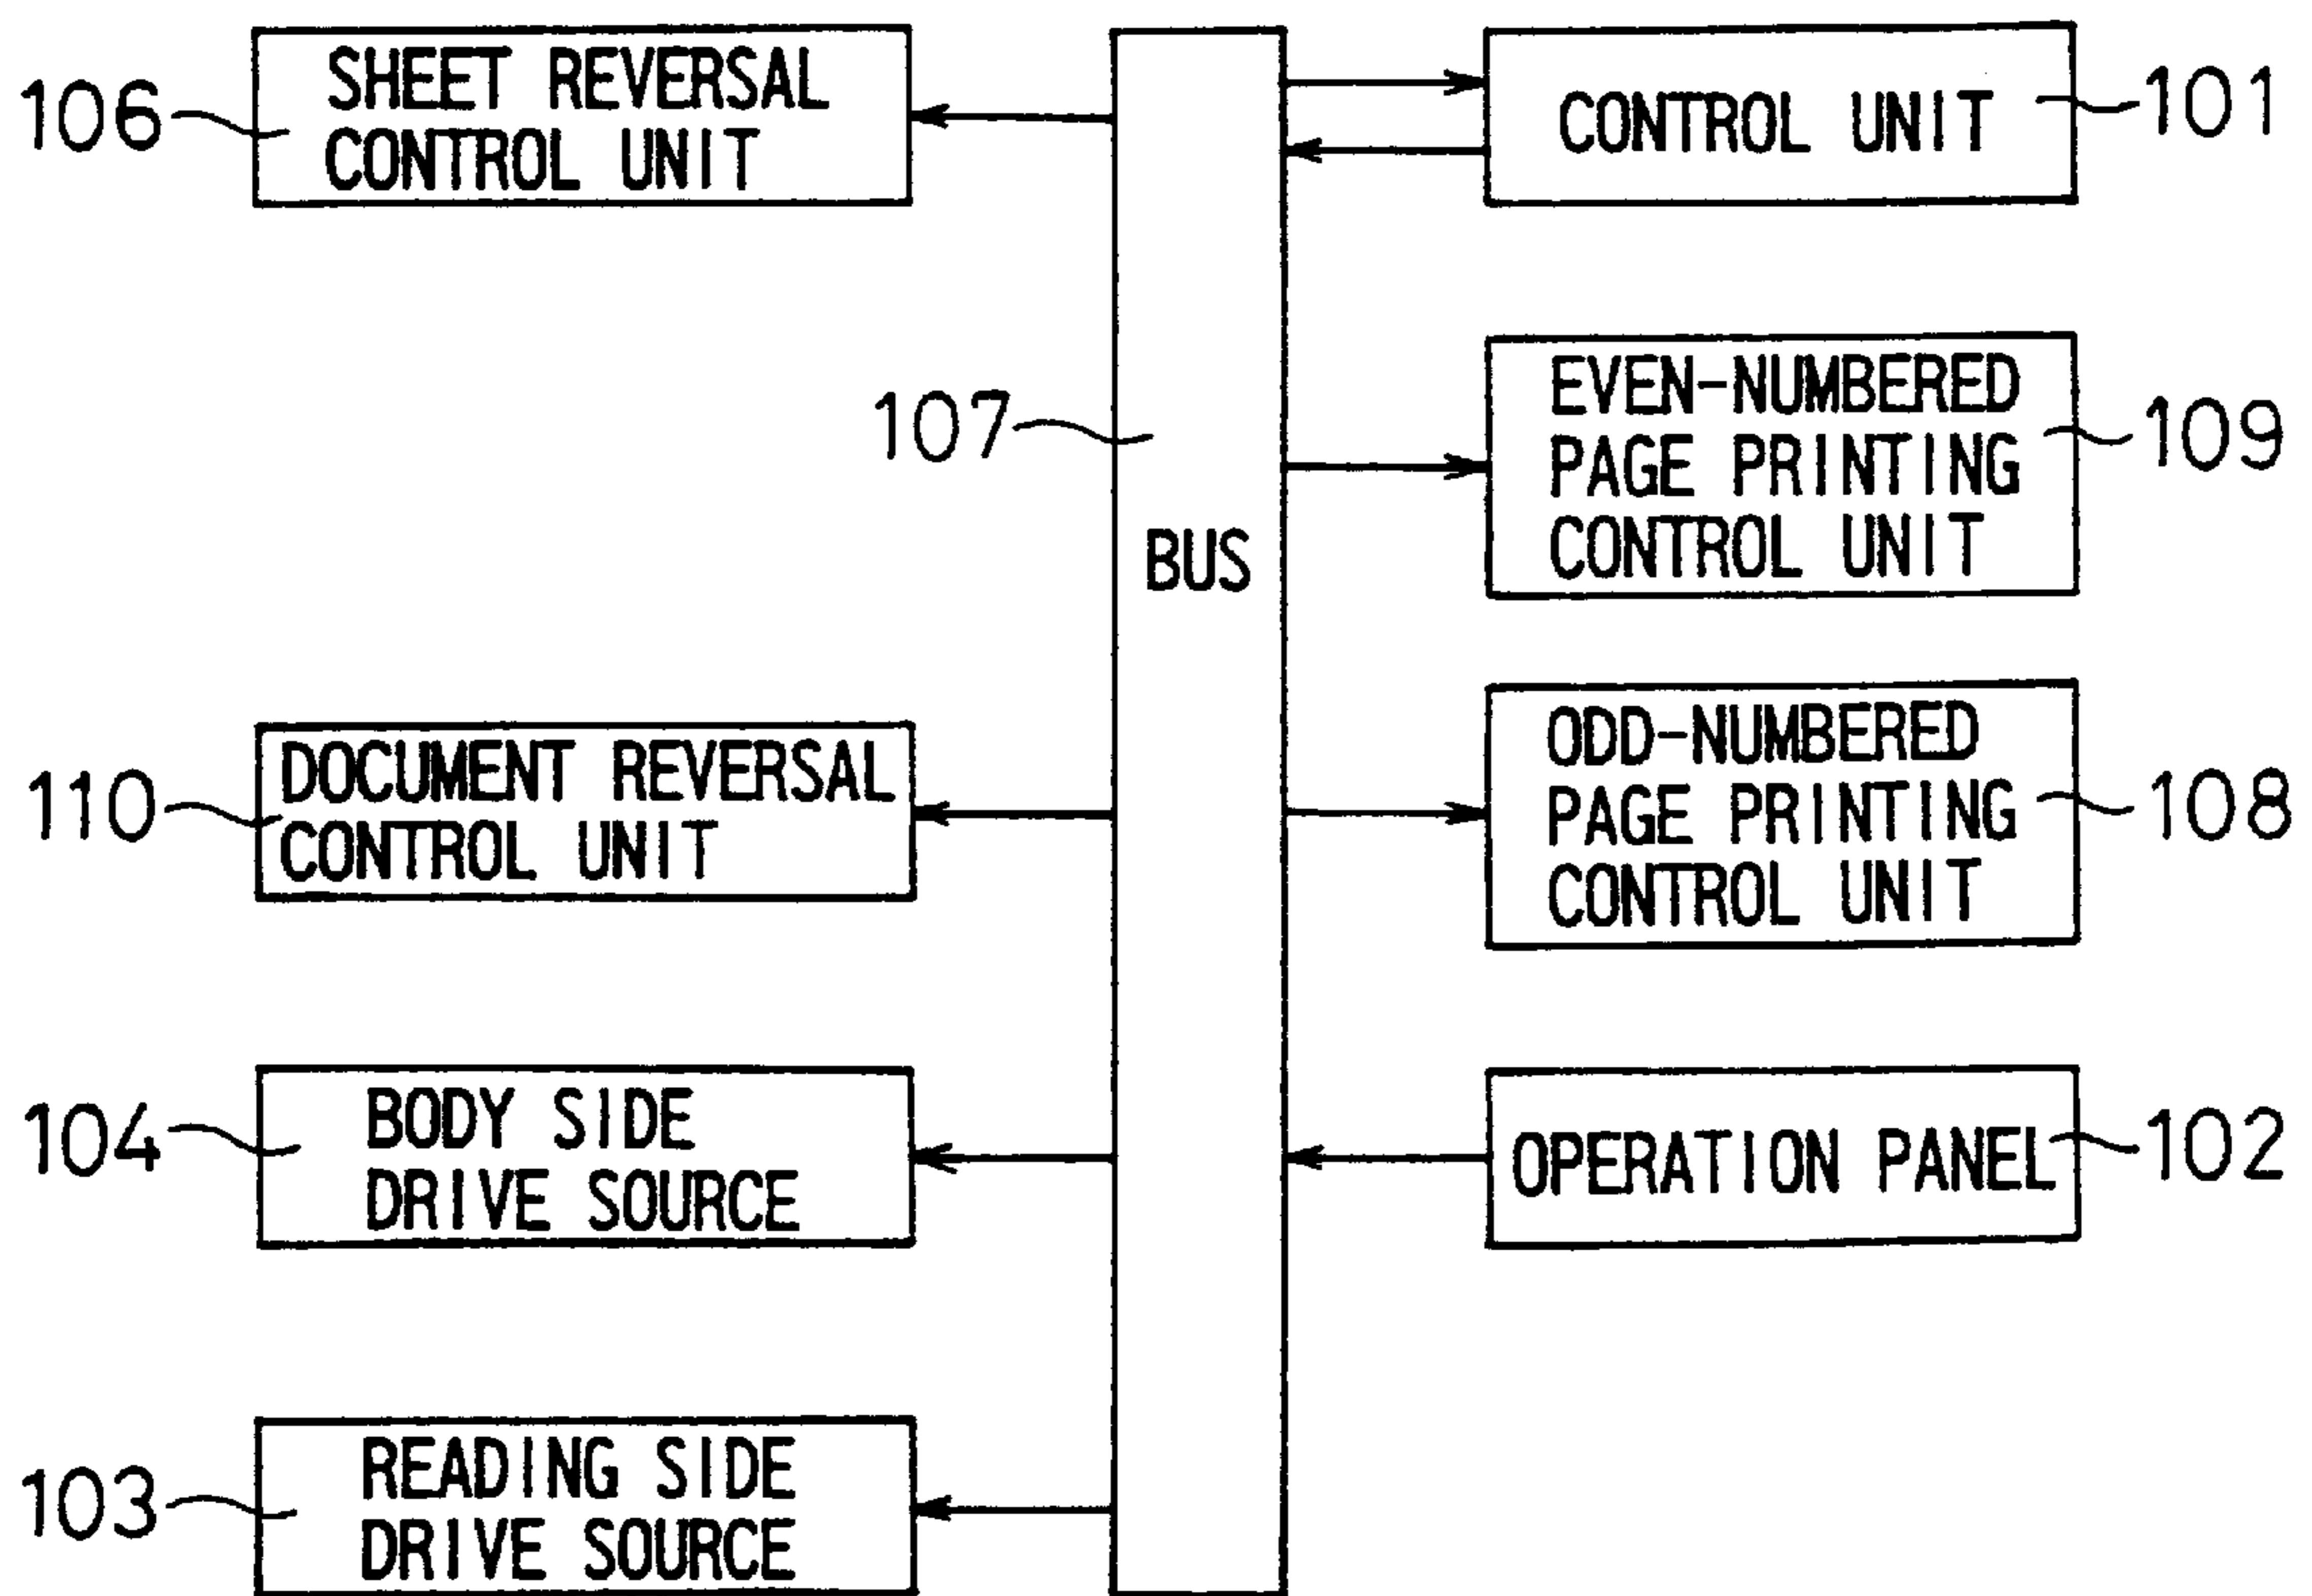 106
SHEET REVERSAL
CONTROL UNIT
CONTROL UNIT
101
107
BUS
EVEN-NUMBERED
PAGE PRINTING
CONTROL UNIT
109
110
DOCUMENT REVERSAL
CONTROL UNIT
ODD-NUMBERED
PAGE PRINTING
CONTROL UNIT
108
104
BODY SIDE
DRIVE SOURCE
OPERATION PANEL
102
103
READING SIDE
DRIVE SOURCE